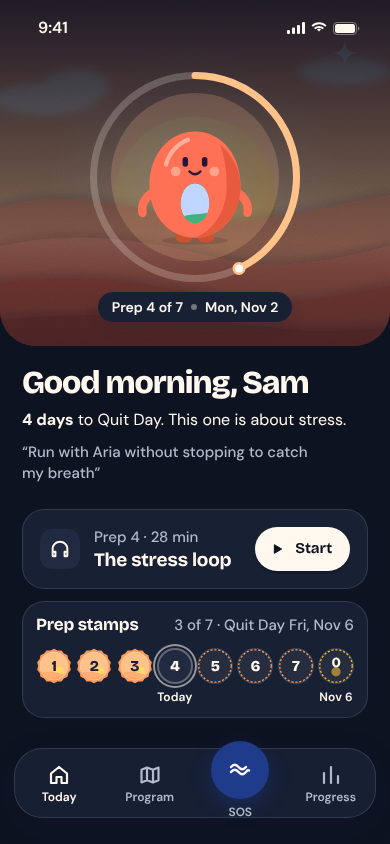 9:41
Prep 4 of 7 • Mon, Nov 2
Good morning, Sam
4 days to Quit Day. This one is about stress.
“Run with Aria without stopping to catch
my breath”
Prep 4 · 28 min
The stress loop
Start
Prep stamps
3 of 7 · Quit Day Fri, Nov 6
1 2 3 4 5 6 7 0
Today
Nov 6
Today
Program
SOS
Progress